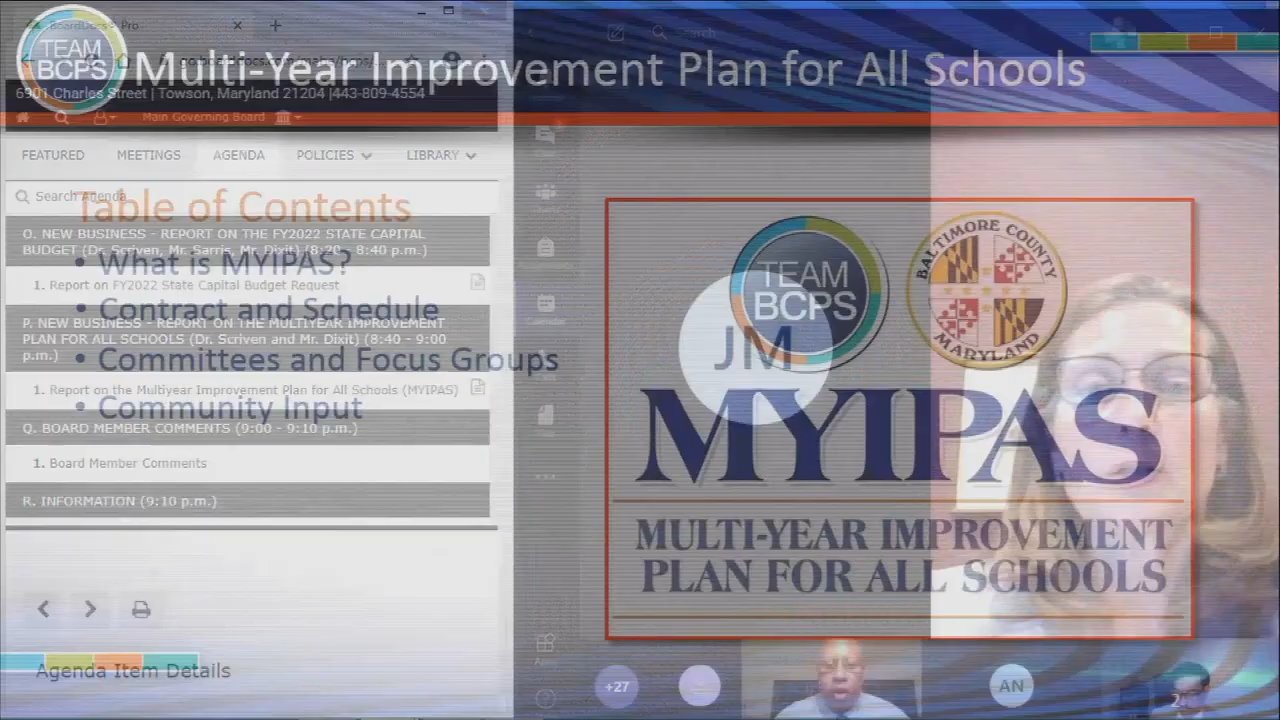 BoardDocs Pro
Search
TEAM
BCPS
Multi-Year Improvement Plan for All Schools
6901 Charles Street | Towson, Maryland 21204 |443-809-4554
Main Governing Board
FEATURED MEETINGS AGENDA POLICIES LIBRARY
Search Agenda
Table of Contents
O. NEW BUSINESS - REPORT ON THE FY2022 STATE CAPITAL
BUDGET (Dr. Scriven, Mr. Sarris, Mr. Dixit) (8:20 - 8:40 p.m.)
• What is MYIPAS?
1. Report on FY2022 State Capital Budget Request
• Contract and Schedule
P. NEW BUSINESS - REPORT ON THE MULTIYEAR IMPROVEMENT
PLAN FOR ALL SCHOOLS (Dr. Scriven and Mr. Dixit) (8:40 - 9:00
p.m.)
• Committees and Focus Groups
1. Report on the Multiyear Improvement Plan for All Schools (MYIPAS)
• Community Input
Q. BOARD MEMBER COMMENTS (9:00 - 9:10 p.m.)
1. Board Member Comments
R. INFORMATION (9:10 p.m.)
Agenda Item Details
TEAM
BCPS
BALTIMORE COUNTY
MARYLAND
JM
MYIPAS
MULTI-YEAR IMPROVEMENT
PLAN FOR ALL SCHOOLS
+27
AN